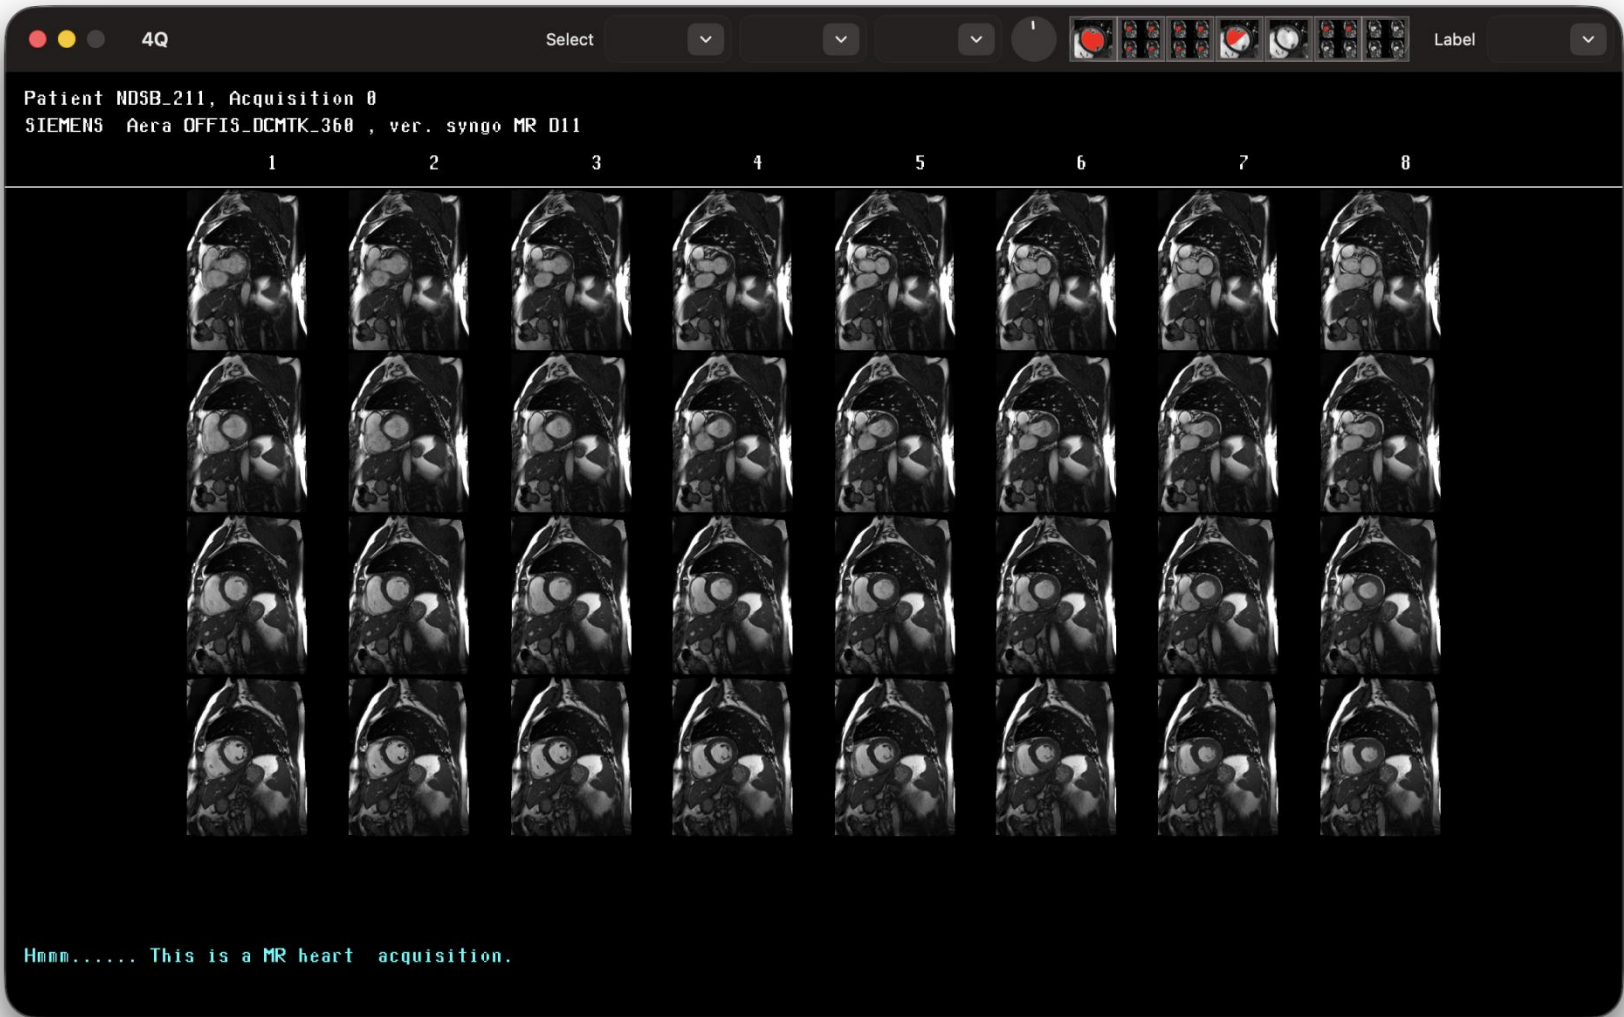 4Q
Select
Label
Patient NDSB_211, Acquisition 0
SIEMENS  Aera OFFIS_DCMTK_360 , ver. syngo MR D11
1 2 3 4 5 6 7 8
Hmmm...... This is a MR heart  acquisition.